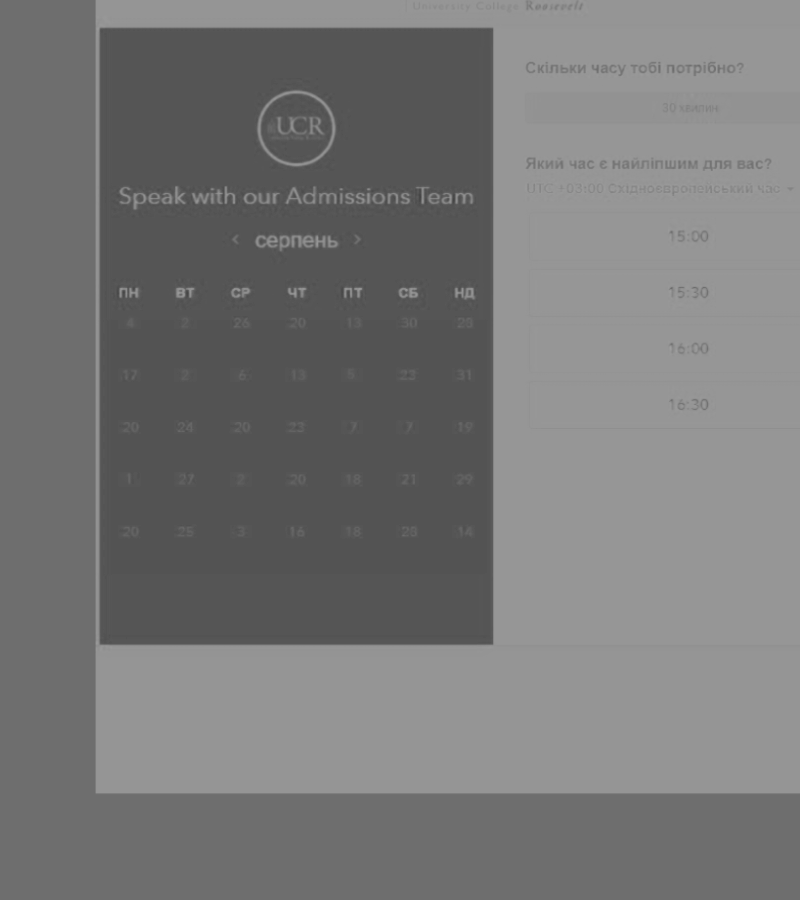 University College Roosevelt
UCR
Speak with our Admissions Team
‹ серпень ›
ПН ВТ СР ЧТ ПТ СБ НД
4 2 26 20 13 30 25
17 2 6 13 5 22 31
20 24 20 22 7 7 19
1 27 2 20 18 21 29
20 25 3 16 18 28 14
Скільки часу тобі потрібно?
30 хвилин
Який час є найліпшим для вас?
UTC +03:00 Східноєвропейський час
15:00
15:30
16:00
16:30